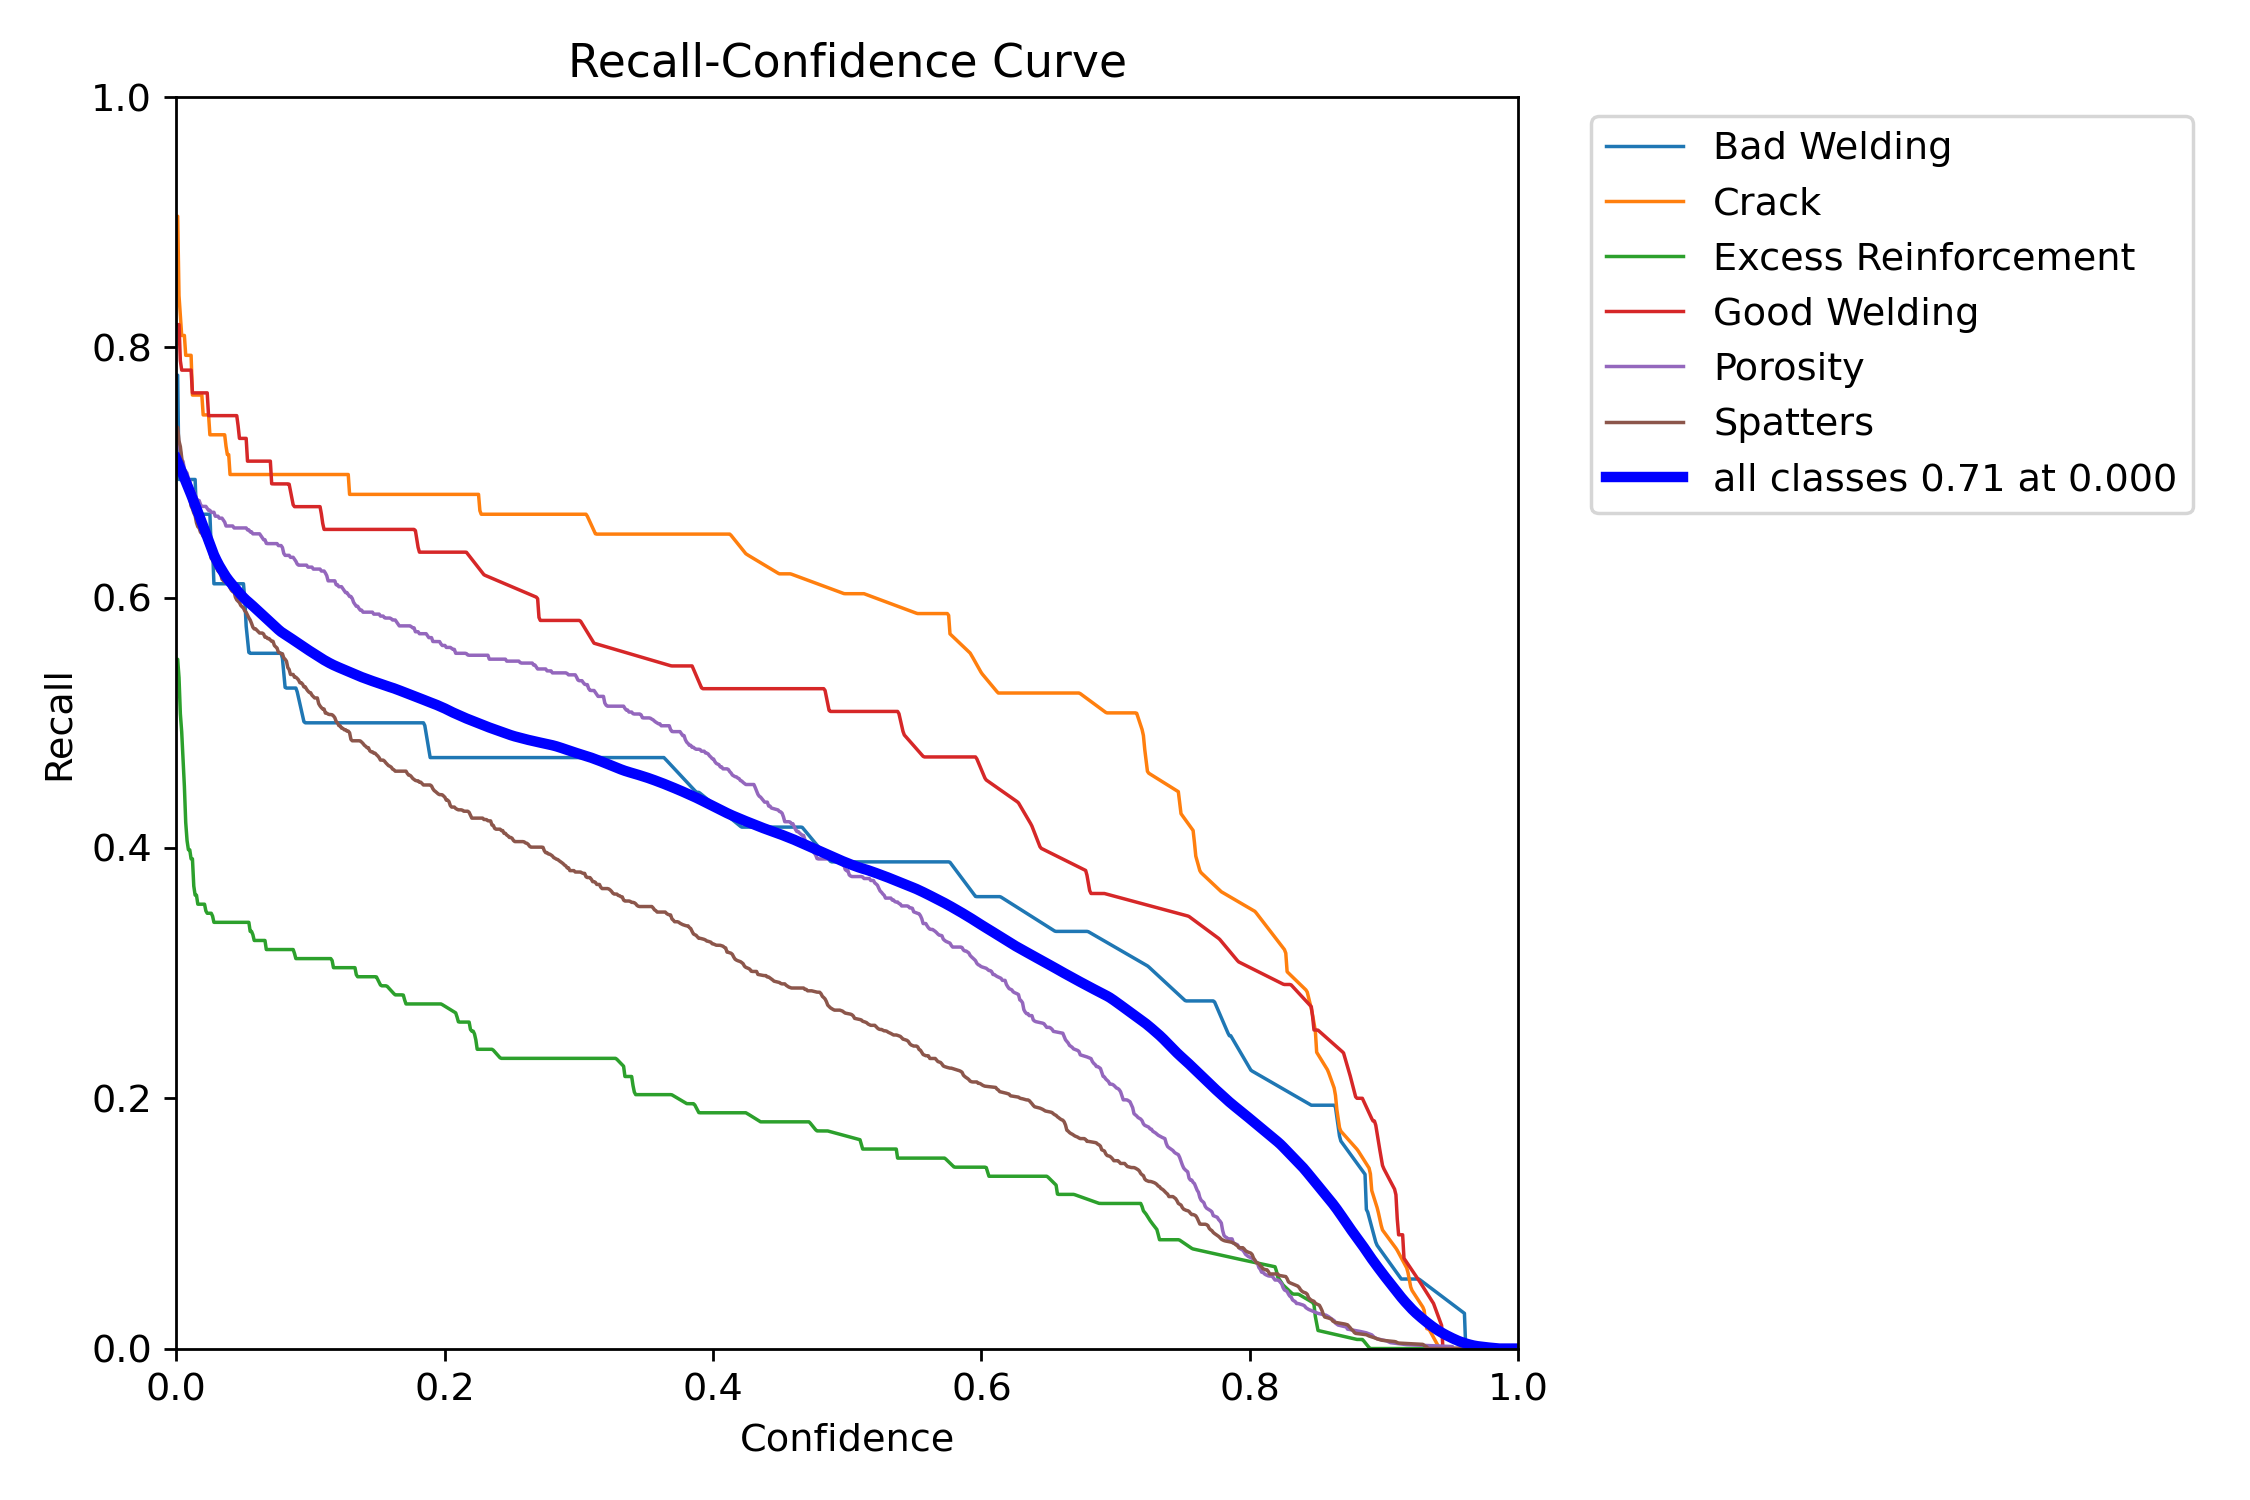 Recall-Confidence Curve
1.0
0.8
0.6
0.4
0.2
0.0
Recall
0.0 0.2 0.4 0.6 0.8 1.0
Confidence
Bad Welding
Crack
Excess Reinforcement
Good Welding
Porosity
Spatters
all classes 0.71 at 0.000